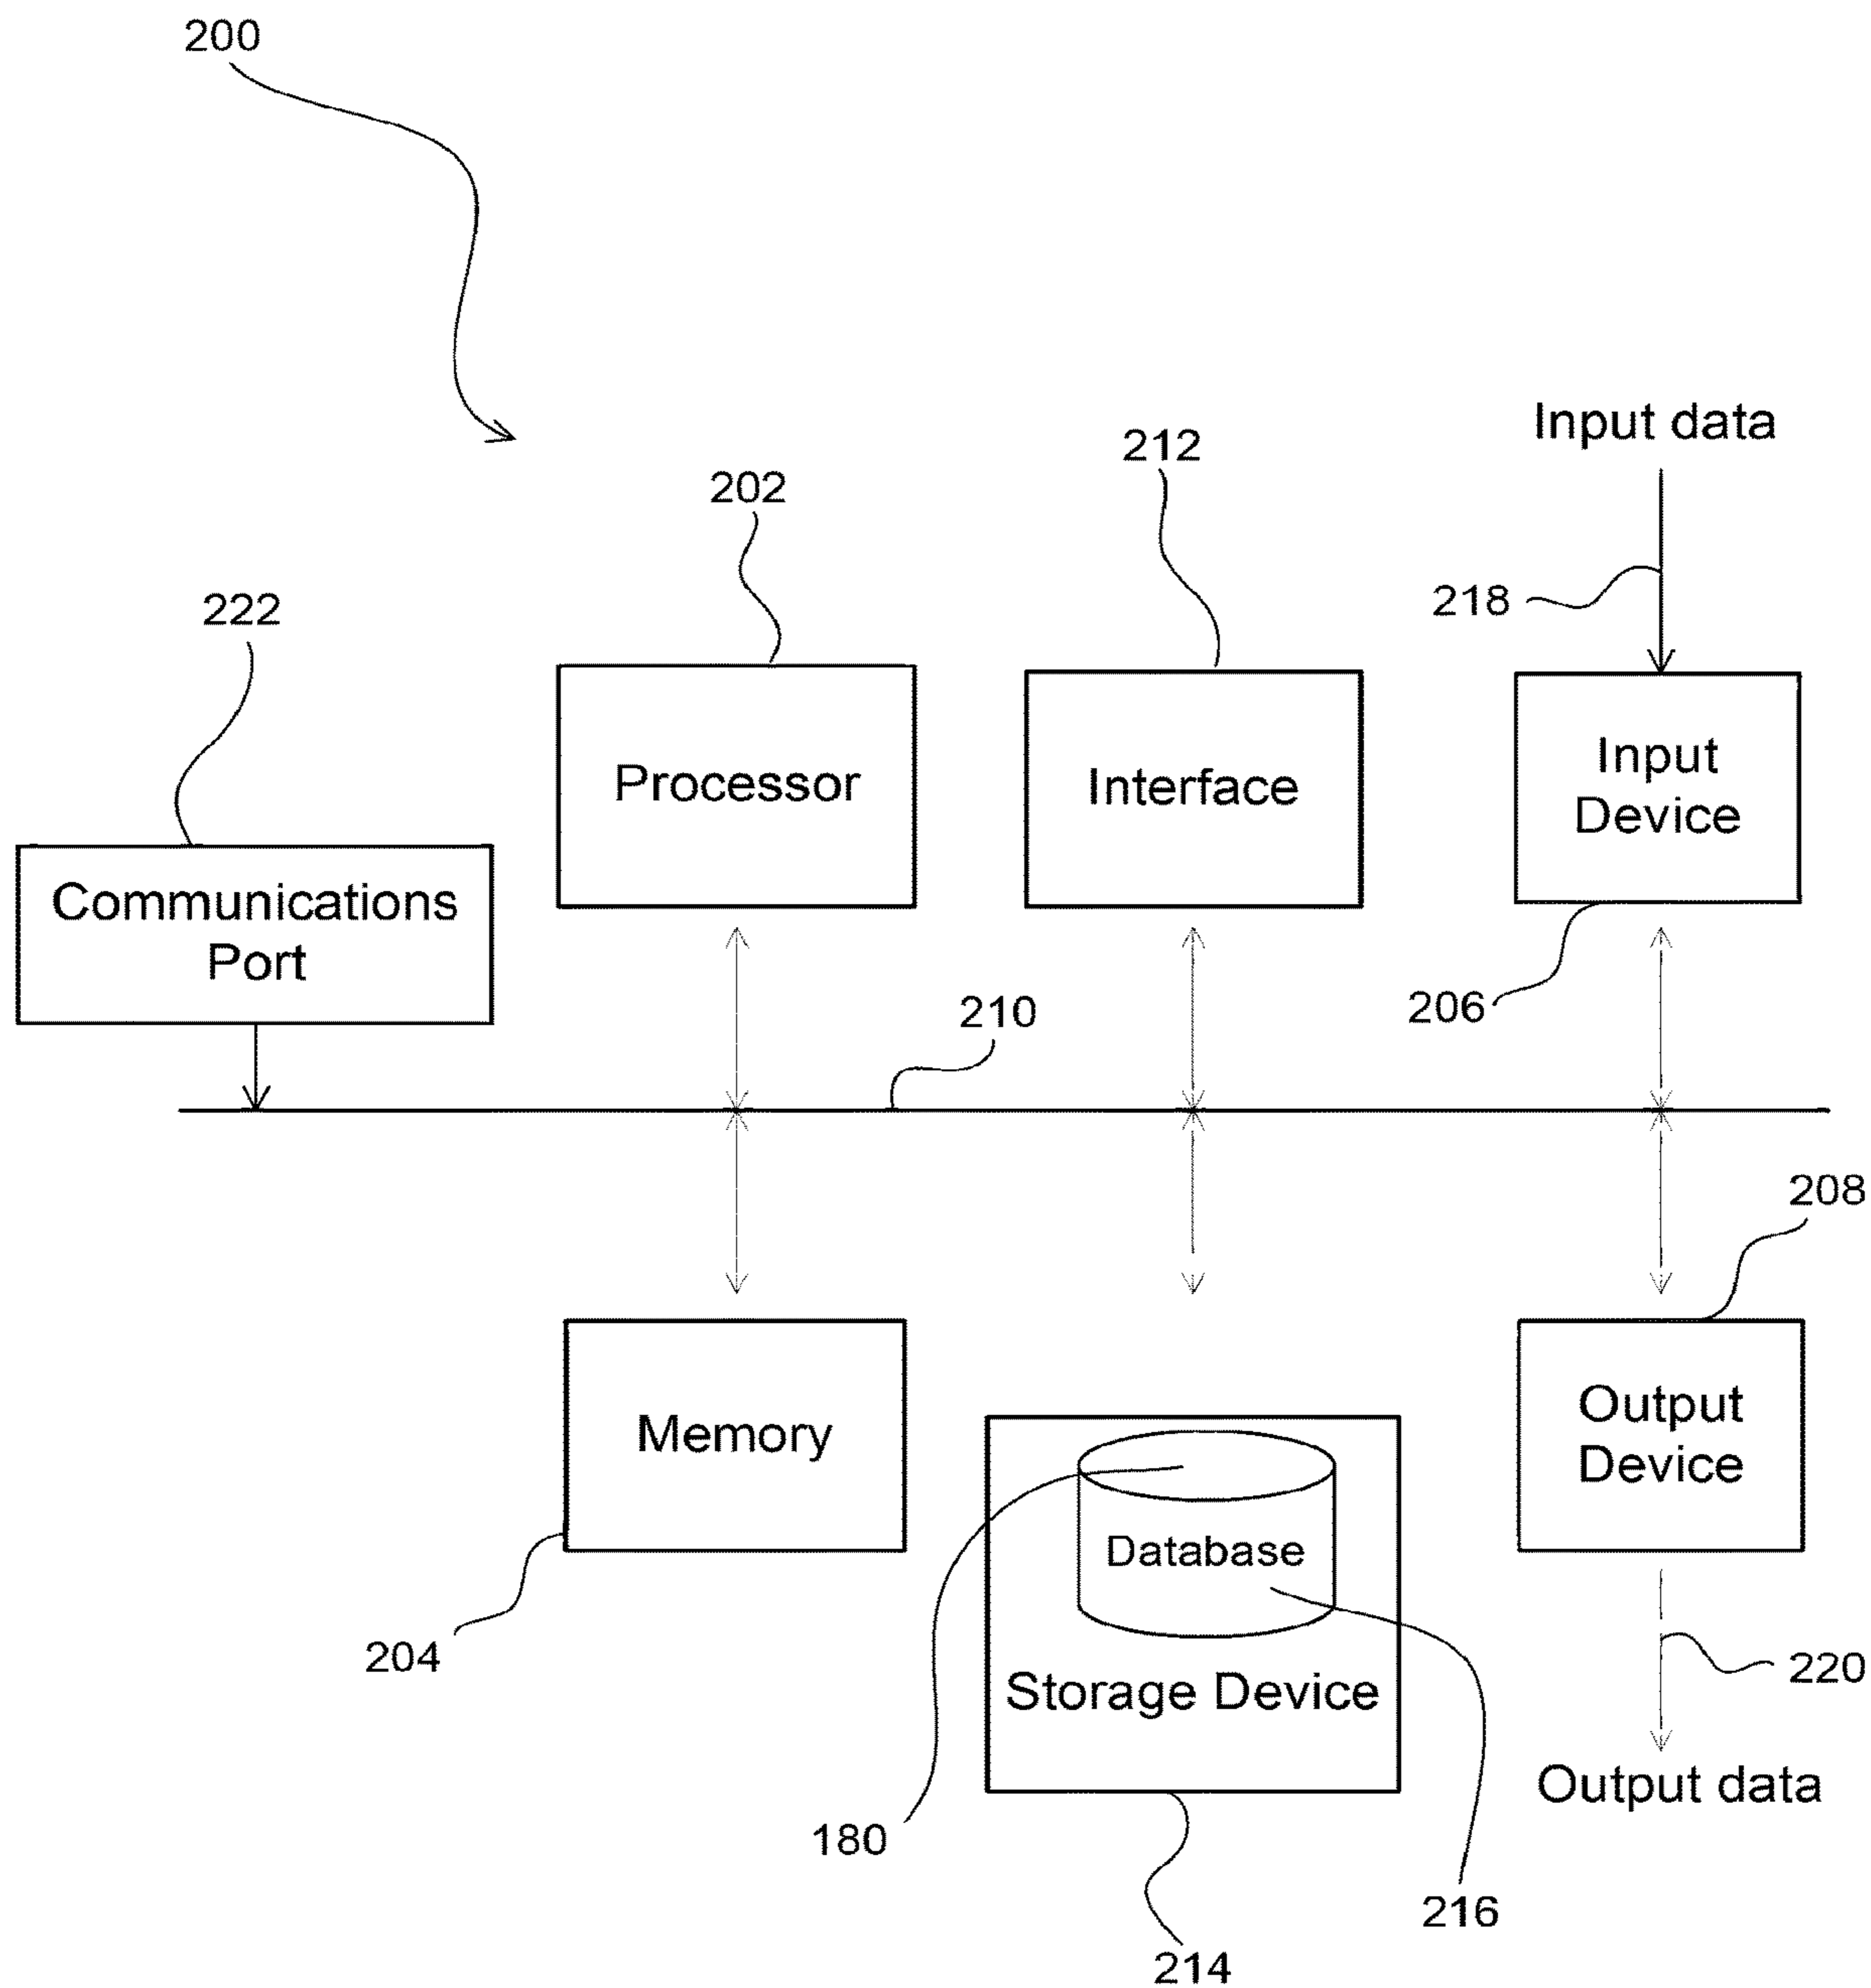 200
Input data
212
202
218
222
Processor
Interface
Input
Device
Communications
Port
210
206
208
Memory
Output
Device
Database
204
Storage Device
220
Output data
180
216
214